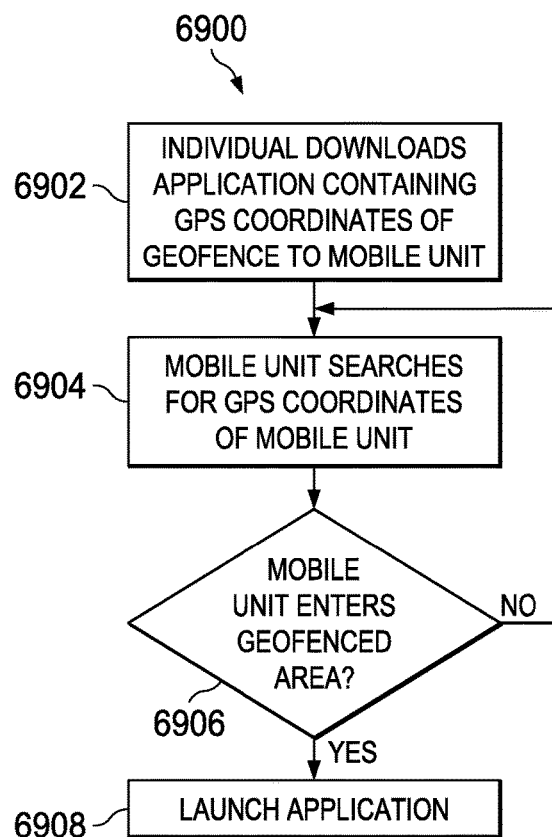 6900
6902
INDIVIDUAL DOWNLOADS
APPLICATION CONTAINING
GPS COORDINATES OF
GEOFENCE TO MOBILE UNIT
6904
MOBILE UNIT SEARCHES
FOR GPS COORDINATES
OF MOBILE UNIT
MOBILE
UNIT ENTERS
GEOFENCED
AREA?
NO
6906
YES
6908
LAUNCH APPLICATION